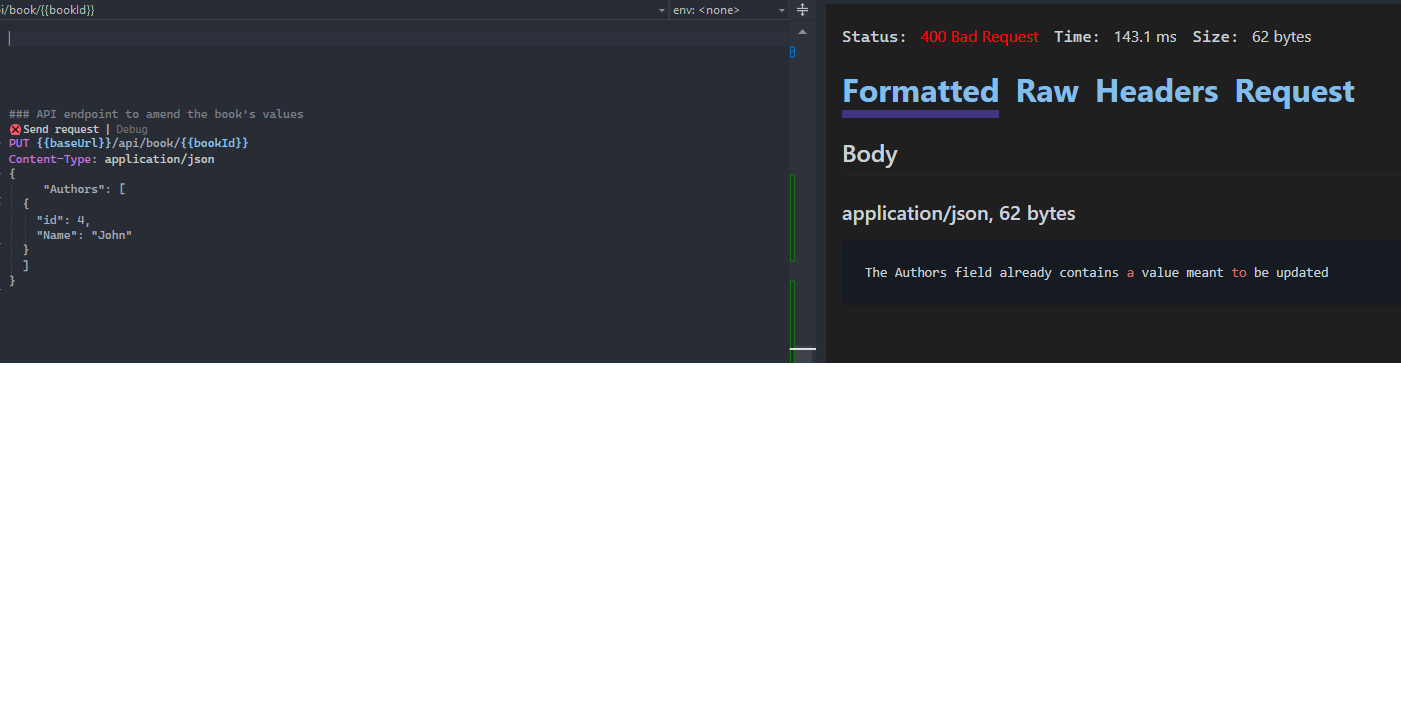 i/book/{{bookId}} env: <none>
### API endpoint to amend the book's values
Send request | Debug
PUT {{baseUrl}}/api/book/{{bookId}}
Content-Type: application/json
{
"Authors": [
{
"id": 4,
"Name": "John"
}
]
}
Status: 400 Bad Request Time: 143.1 ms Size: 62 bytes
Formatted Raw Headers Request
Body
application/json, 62 bytes
The Authors field already contains a value meant to be updated